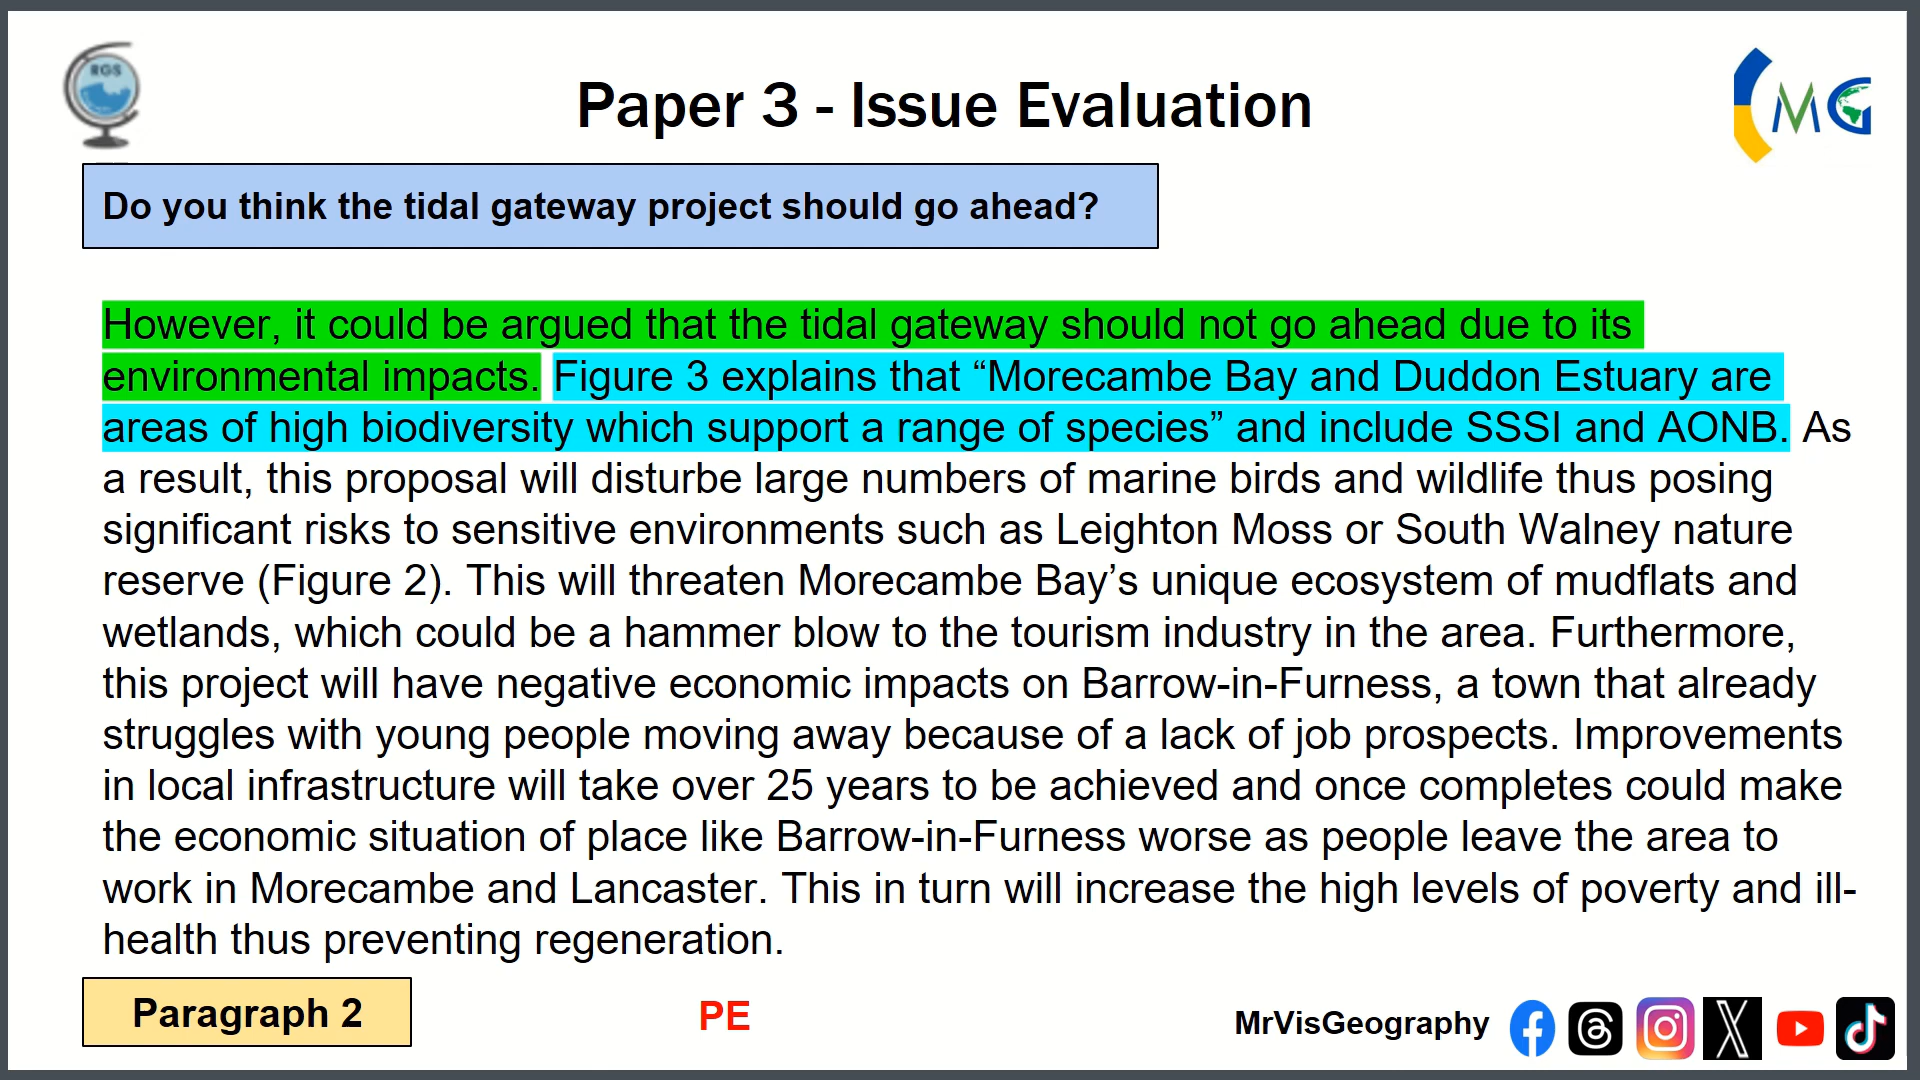 RGS
Paper 3 - Issue Evaluation
MG
Do you think the tidal gateway project should go ahead?
However, it could be argued that the tidal gateway should not go ahead due to its
environmental impacts. Figure 3 explains that “Morecambe Bay and Duddon Estuary are
areas of high biodiversity which support a range of species” and include SSSI and AONB. As
a result, this proposal will disturbe large numbers of marine birds and wildlife thus posing
significant risks to sensitive environments such as Leighton Moss or South Walney nature
reserve (Figure 2). This will threaten Morecambe Bay’s unique ecosystem of mudflats and
wetlands, which could be a hammer blow to the tourism industry in the area. Furthermore,
this project will have negative economic impacts on Barrow-in-Furness, a town that already
struggles with young people moving away because of a lack of job prospects. Improvements
in local infrastructure will take over 25 years to be achieved and once completes could make
the economic situation of place like Barrow-in-Furness worse as people leave the area to
work in Morecambe and Lancaster. This in turn will increase the high levels of poverty and ill-
health thus preventing regeneration.
Paragraph 2
PE
MrVisGeography